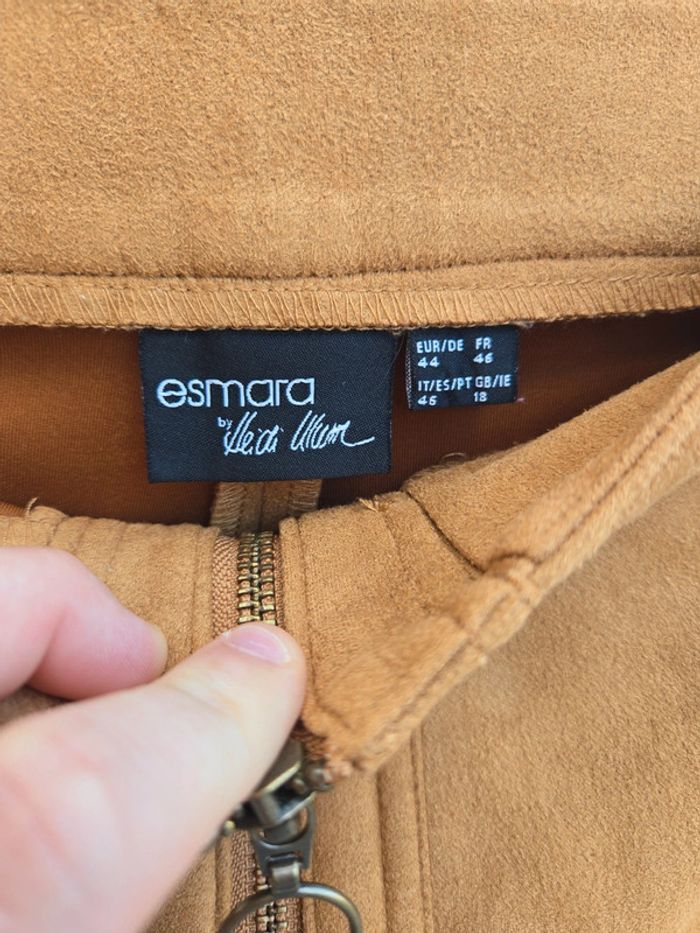 esmara
by Heidi Klum
EUR/DE FR
44 46
IT/ES/PT GB/IE
46 18